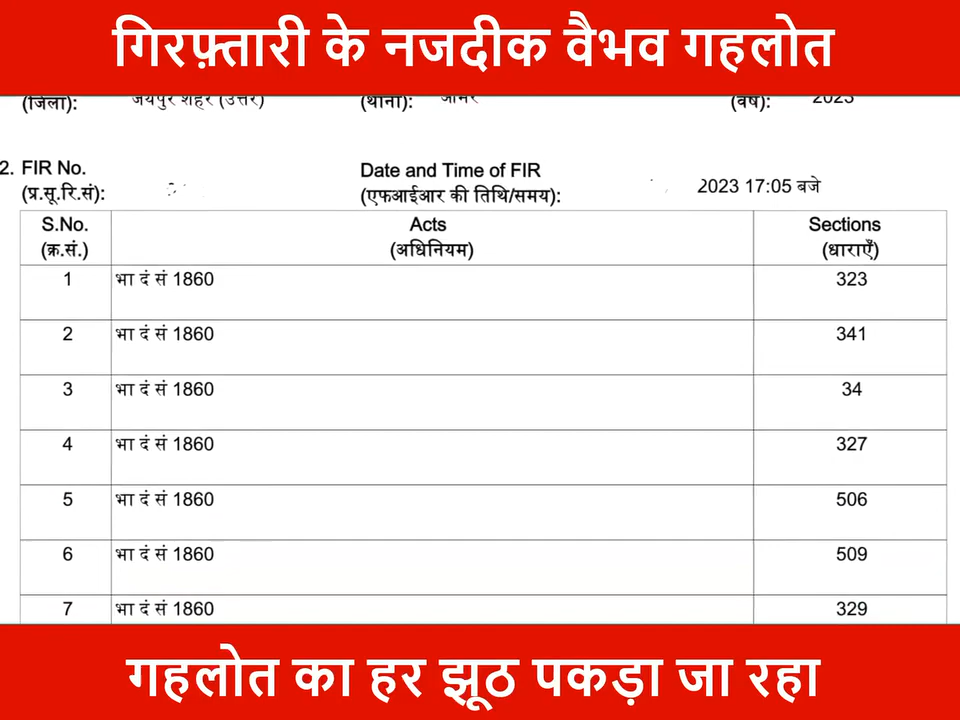 गिरफ़्तारी के नजदीक वैभव गहलोत
(जिला): जयपुर शहर (उत्तर) (थाना): आमेर (वर्ष): 2023
2. FIR No. Date and Time of FIR
(प्र.सू.रि.सं): (एफआईआर की तिथि/समय): 2023 17:05 बजे
S.No. Acts Sections
(क्र.सं.) (अधिनियम) (धाराएँ)
1 भा दं सं 1860 323
2 भा दं सं 1860 341
3 भा दं सं 1860 34
4 भा दं सं 1860 327
5 भा दं सं 1860 506
6 भा दं सं 1860 509
7 भा दं सं 1860 329
गहलोत का हर झूठ पकड़ा जा रहा